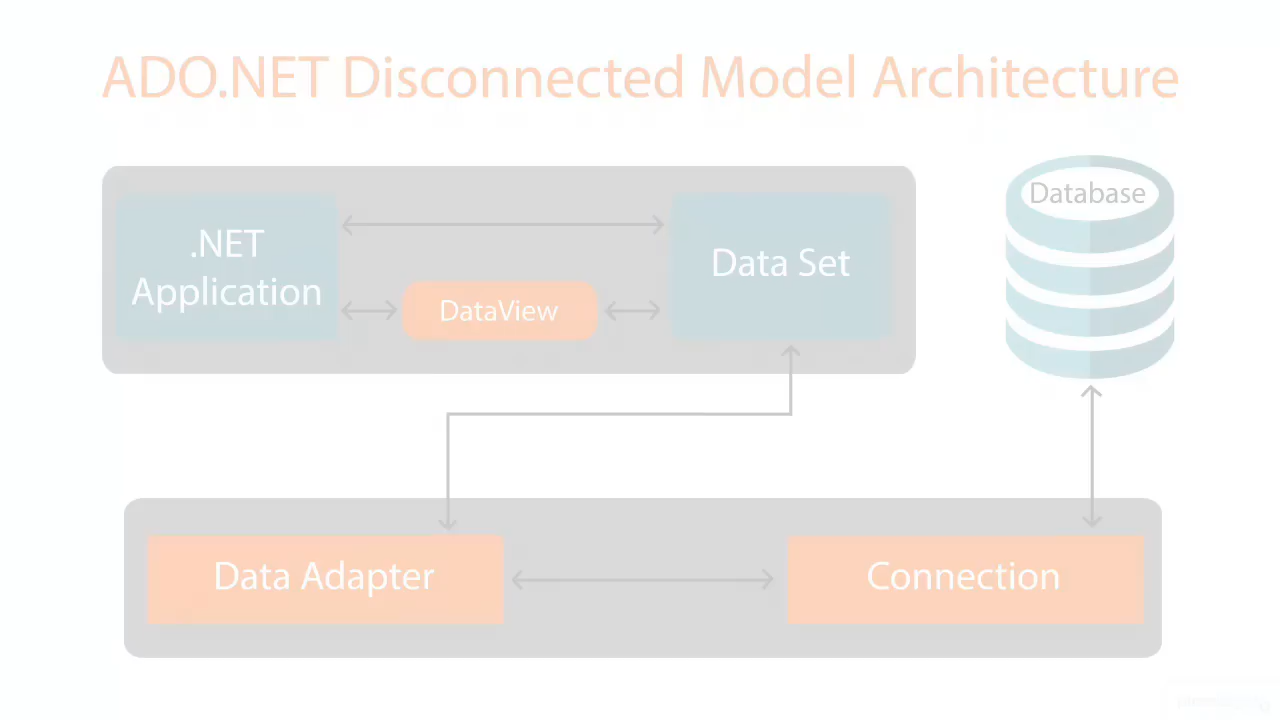 ADO.NET Disconnected Model Architecture
.NET
Application
DataView
Data Set
Database
Data Adapter
Connection